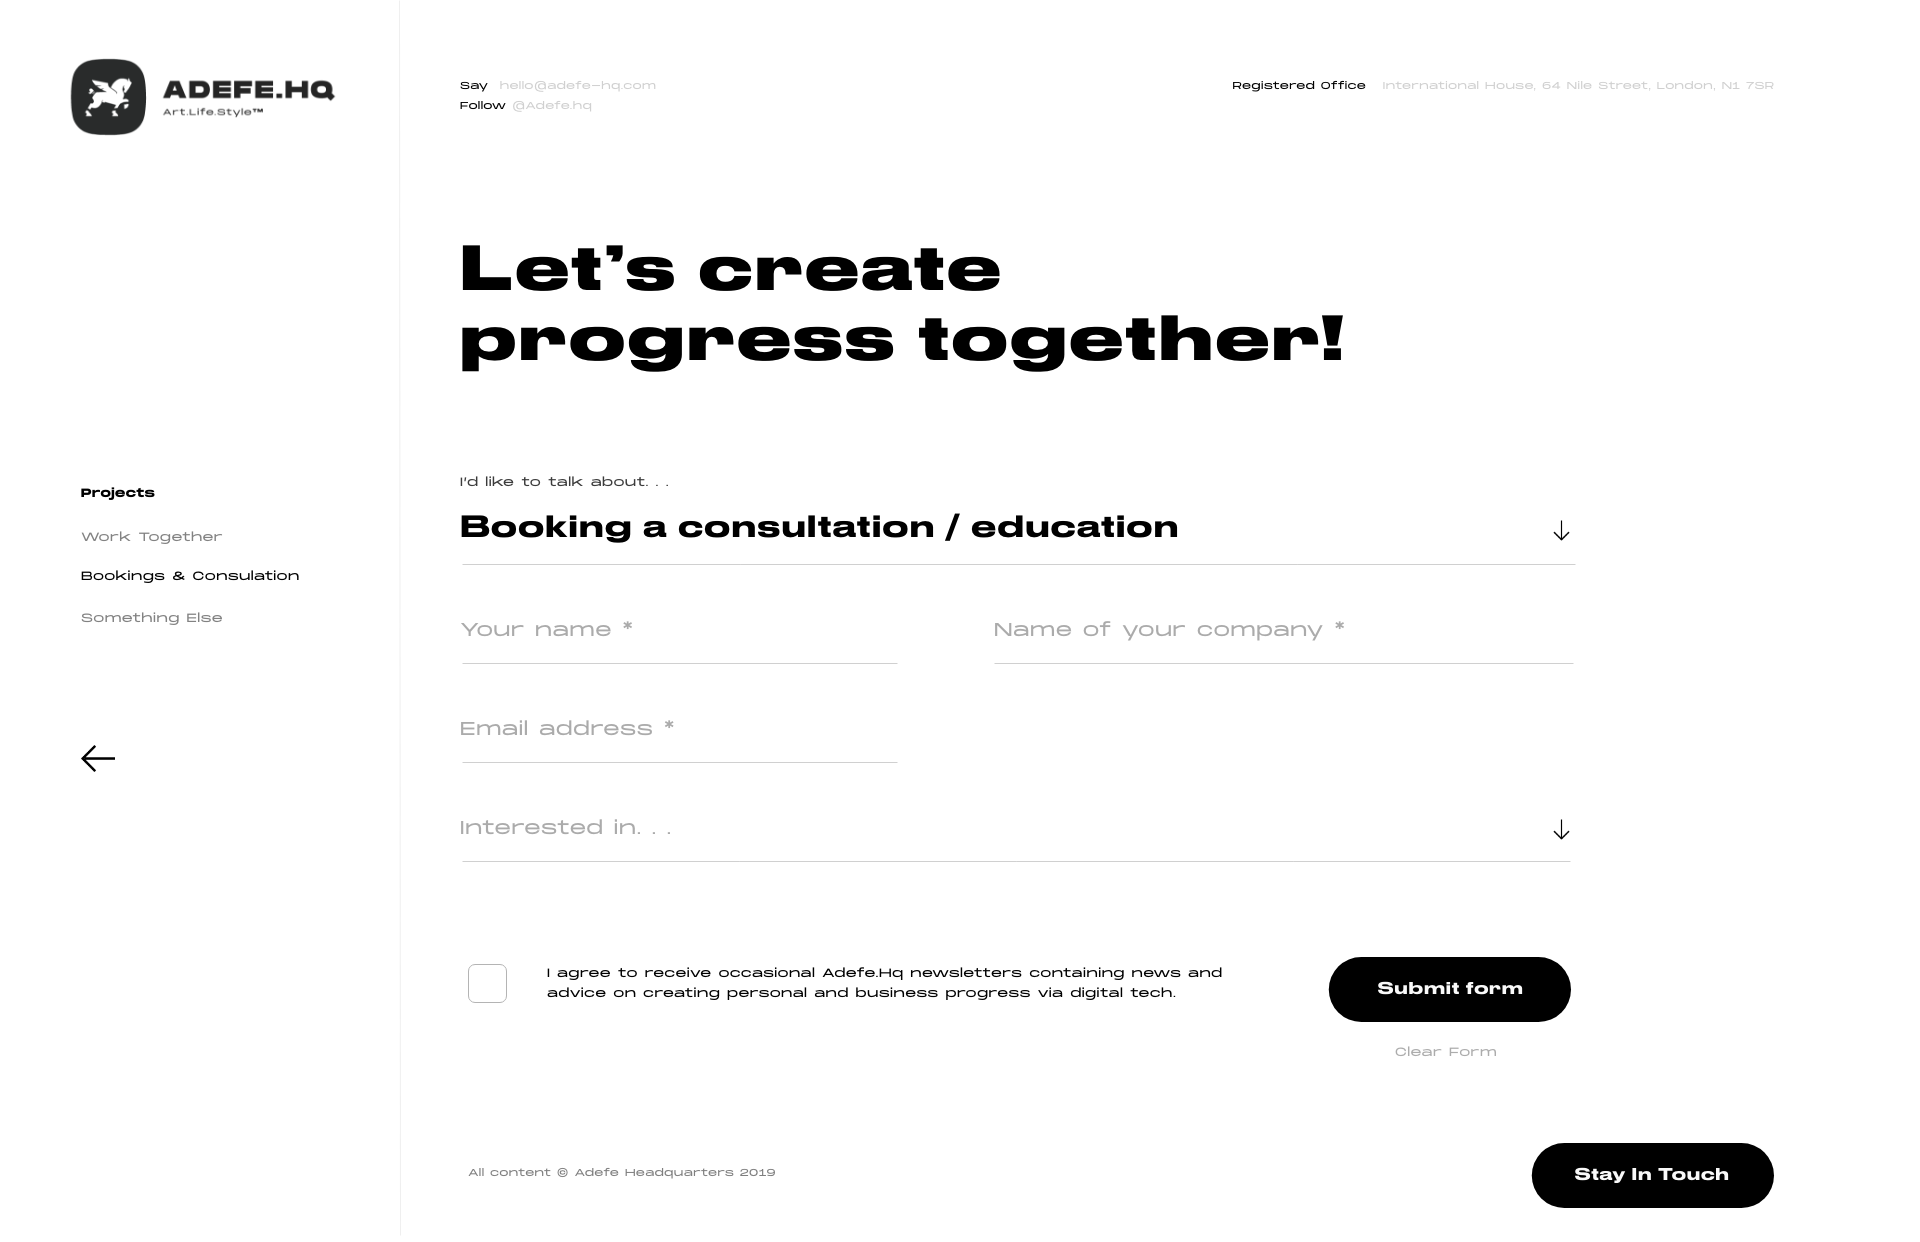 ADEFE.HQ
Art.Life.Style™
Say hello@adefe-hq.com
Follow @Adefe.hq
Registered Office International House, 64 Nile Street, London, N1 7SR
Let’s create
progress together!
Projects
Work Together
Bookings & Consulation
Something Else
I'd like to talk about. . .
Booking a consultation / education
Your name *
Name of your company *
Email address *
Interested in. . .
I agree to receive occasional Adefe.Hq newsletters containing news and
advice on creating personal and business progress via digital tech.
Submit form
Clear Form
All content © Adefe Headquarters 2019
Stay In Touch